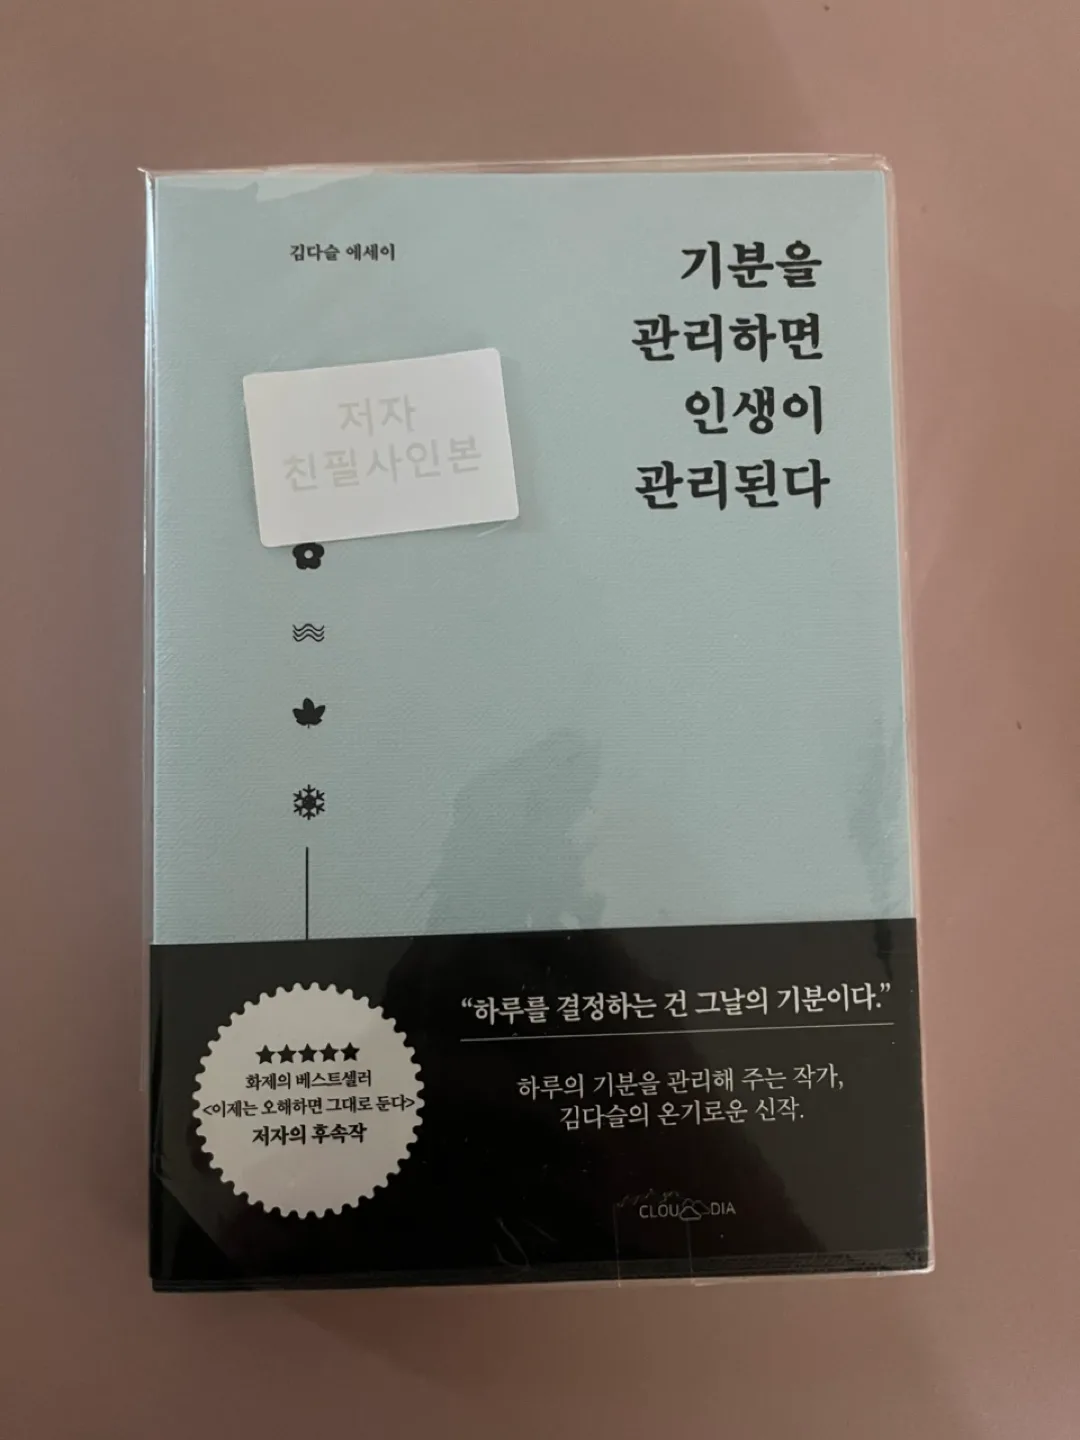 김다슬 에세이
기분을
관리하면
인생이
관리된다
저자
친필사인본
“하루를 결정하는 건 그날의 기분이다.”
하루의 기분을 관리해 주는 작가,
김다슬의 온기로운 신작.
★★★★★
화제의 베스트셀러
<이제는 오해하면 그대로 둔다>
저자의 후속작
CLOUDIA